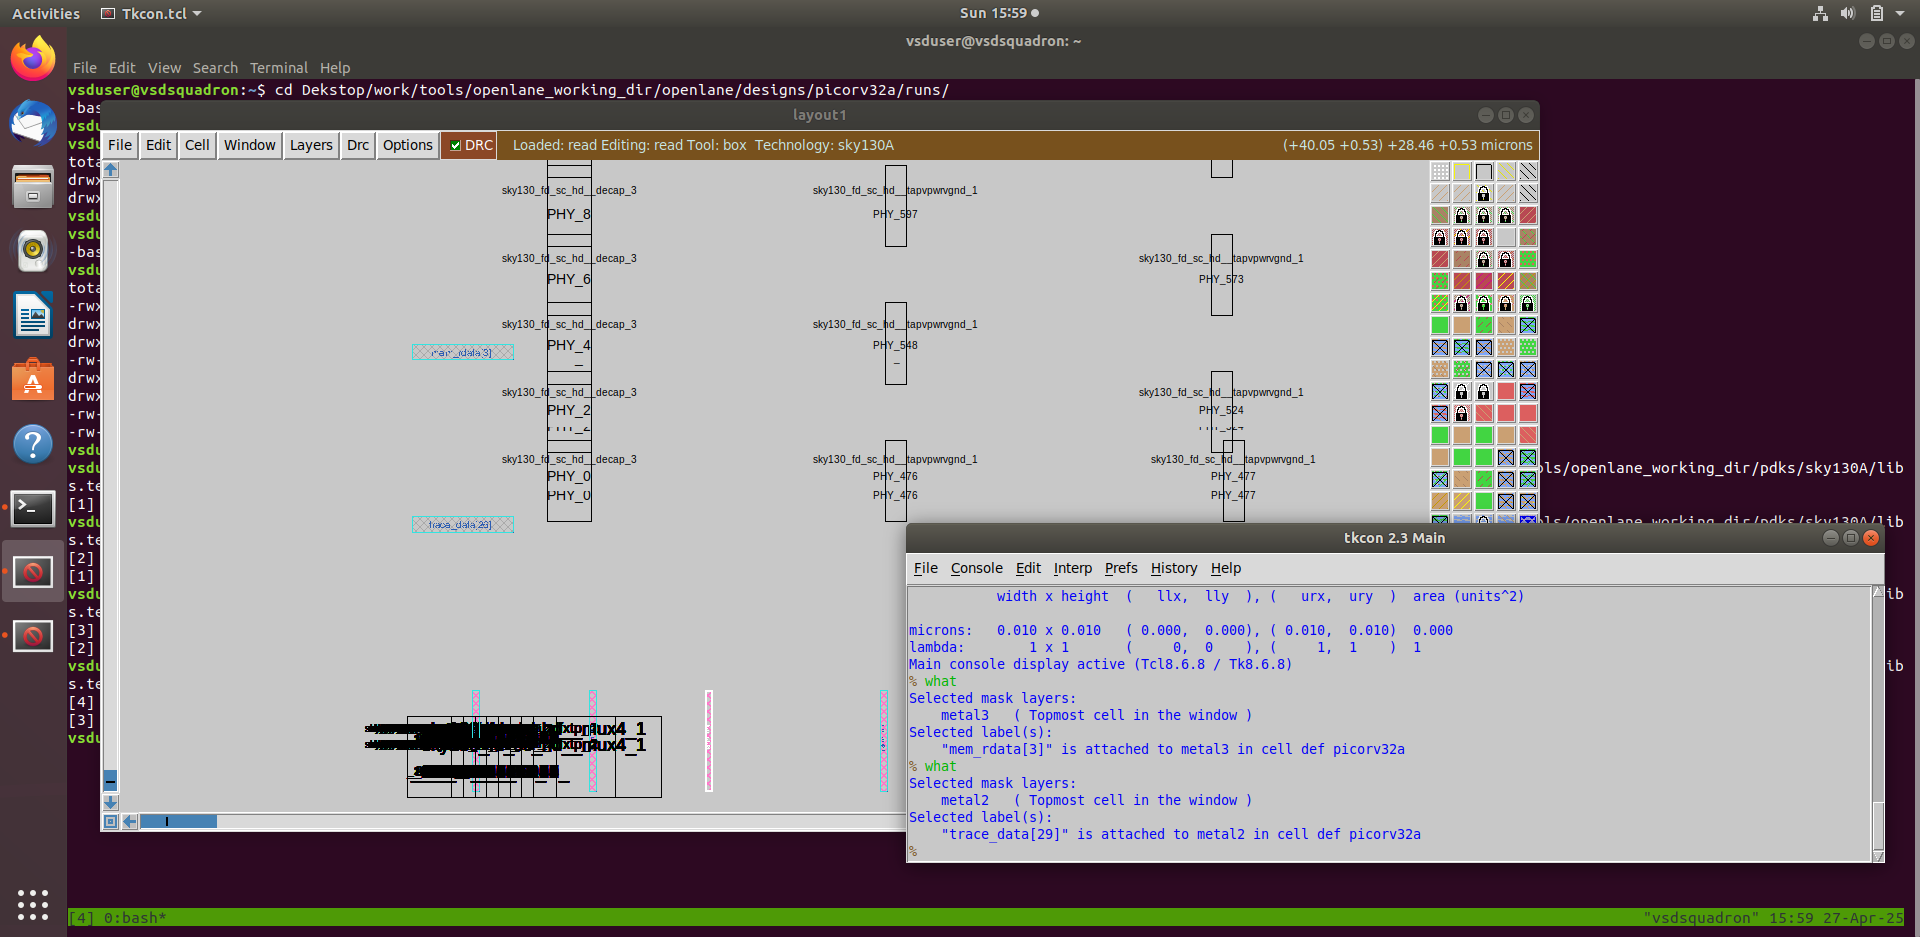 Activities
Tkcon.tcl
Sun 15:59
vsduser@vsdsquadron: ~
File Edit View Search Terminal Help
vsduser@vsdsquadron:~$ cd Dekstop/work/tools/openlane_working_dir/openlane/designs/picorv32a/runs/
-bas
vsdu
vsdu
tota
drwx
drwx
vsdu
vsdu
-bas
vsdu
tota
-rwx
drwx
drwx
-rw-
drwx
drwx
-rw-
-rw-
vsdu
vsdu
s.te
[1]
vsdu
s.te
[2]
[1]
vsdu
s.te
[3]
[2]
vsdu
s.te
[4]
[3]
vsdu
ols/openlane_working_dir/pdks/sky130A/lib
ols/openlane_working_dir/pdks/sky130A/lib
ib
ib
layout1
File Edit Cell Window Layers Drc Options DRC Loaded: read Editing: read Tool: box Technology: sky130A (+40.05 +0.53) +28.46 +0.53 microns
sky130_fd_sc_hd__decap_3 sky130_fd_sc_hd__tapvpwrvgnd_1
PHY_8 PHY_597
sky130_fd_sc_hd__decap_3 sky130_fd_sc_hd__tapvpwrvgnd_1
PHY_6 PHY_573
sky130_fd_sc_hd__decap_3 sky130_fd_sc_hd__tapvpwrvgnd_1
PHY_4 PHY_548
mem_rdata[3]
sky130_fd_sc_hd__decap_3 sky130_fd_sc_hd__tapvpwrvgnd_1
PHY_2 PHY_524
sky130_fd_sc_hd__decap_3 sky130_fd_sc_hd__tapvpwrvgnd_1 sky130_fd_sc_hd__tapvpwrvgnd_1
PHY_0 PHY_476 PHY_477
PHY_0 PHY_476 PHY_477
mux4_1
mux4_1
tkcon 2.3 Main
File Console Edit Interp Prefs History Help
width x height ( llx, lly ), ( urx, ury ) area (units^2)
microns: 0.010 x 0.010 ( 0.000, 0.000), ( 0.010, 0.010) 0.000
lambda: 1 x 1 ( 0, 0 ), ( 1, 1 ) 1
Main console display active (Tcl8.6.8 / Tk8.6.8)
% what
Selected mask layers:
metal3 ( Topmost cell in the window )
Selected label(s):
"mem_rdata[3]" is attached to metal3 in cell def picorv32a
% what
Selected mask layers:
metal2 ( Topmost cell in the window )
Selected label(s):
"trace_data[29]" is attached to metal2 in cell def picorv32a
%
[4] 0:bash*
"vsdsquadron" 15:59 27-Apr-25